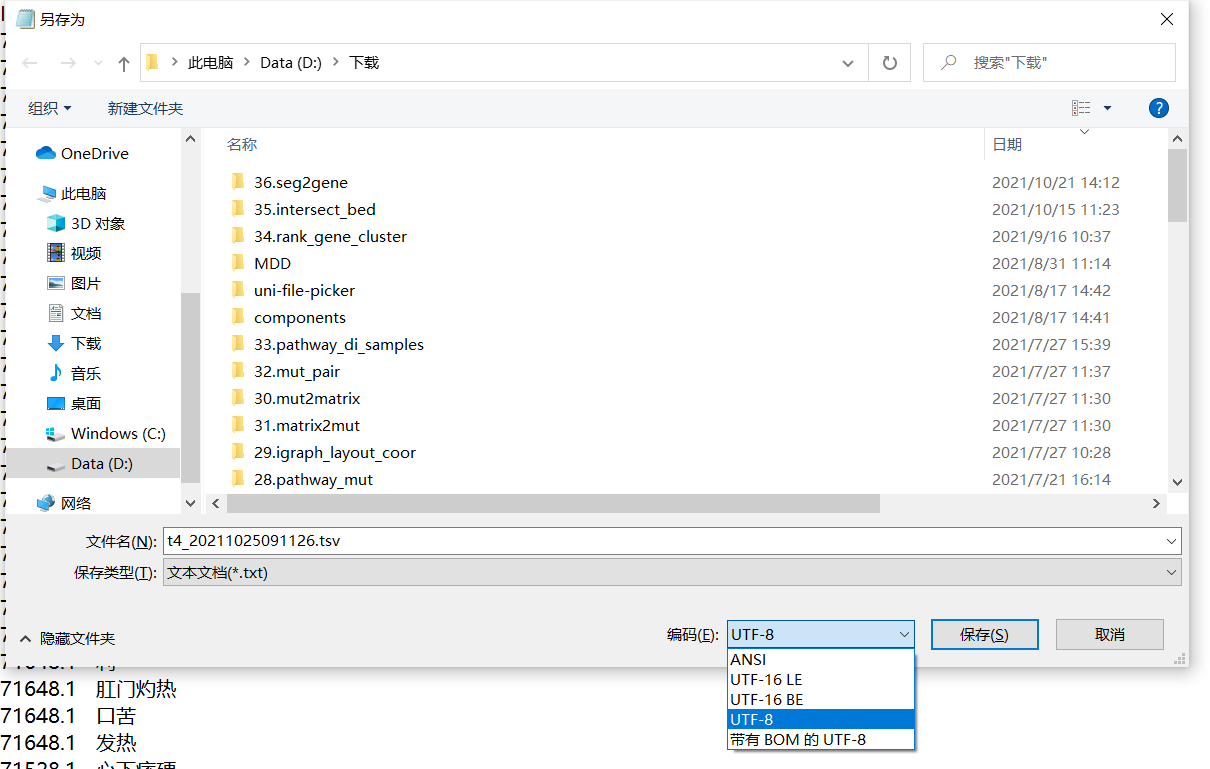 另存为
此电脑 Data (D:) 下载
搜索"下载"
组织 新建文件夹
名称 日期
OneDrive
此电脑
3D 对象
视频
图片
文档
下载
音乐
桌面
Windows (C:)
Data (D:)
网络
36.seg2gene 2021/10/21 14:12
35.intersect_bed 2021/10/15 11:23
34.rank_gene_cluster 2021/9/16 10:37
MDD 2021/8/31 11:14
uni-file-picker 2021/8/17 14:42
components 2021/8/17 14:41
33.pathway_di_samples 2021/7/27 15:39
32.mut_pair 2021/7/27 11:37
30.mut2matrix 2021/7/27 11:30
31.matrix2mut 2021/7/27 11:30
29.igraph_layout_coor 2021/7/27 10:28
28.pathway_mut 2021/7/21 16:14
文件名(N): t4_20211025091126.tsv
保存类型(T): 文本文档(*.txt)
隐藏文件夹 编码(E): UTF-8 保存(S) 取消
ANSI
UTF-16 LE
UTF-16 BE
UTF-8
带有 BOM 的 UTF-8
71648.1 肛门灼热
71648.1 口苦
71648.1 发热